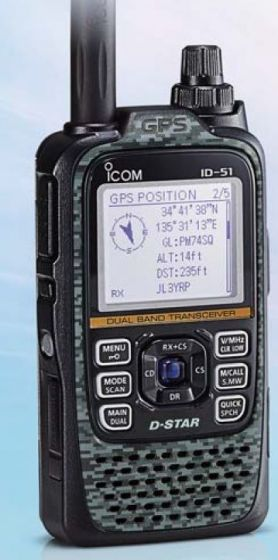 GPS
ICOM ID-51
GPS POSITION 2/5
N
34°41'38"N
135°31'13"E
GL:PM74SQ
ALT:14ft
DST:235ft
RX JL3YRP
DUAL BAND TRANSCEIVER
MENU
RX→CS
V/MHz
CLR LOW
MODE
SCAN
CD
CS
M/CALL
S.MW
MAIN
DUAL
DR
QUICK
SPCH
D-STAR